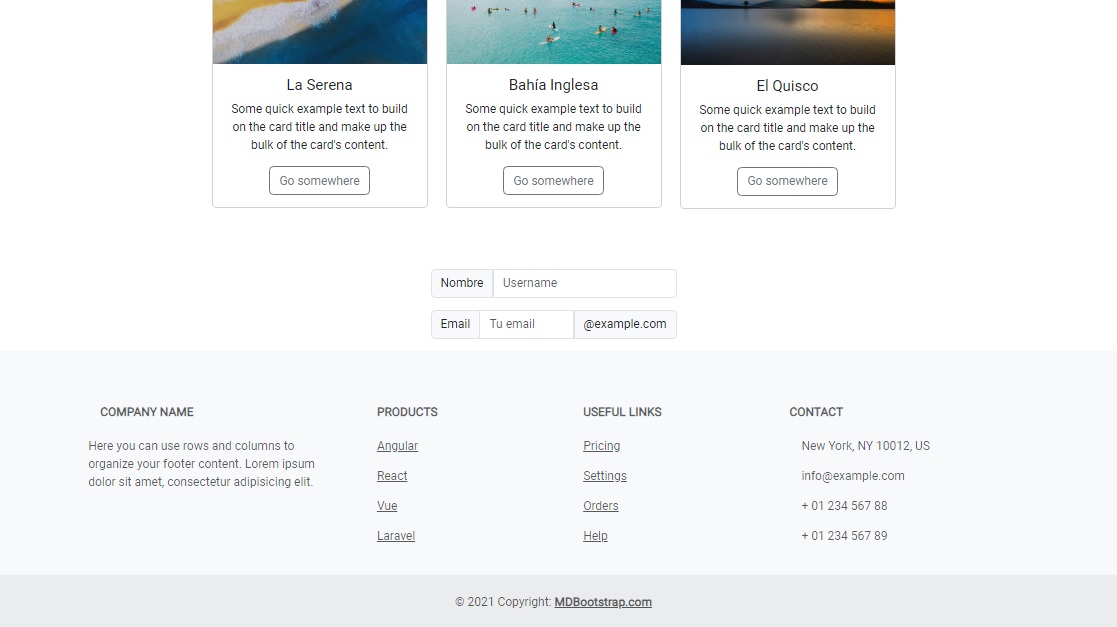 La Serena
Some quick example text to build
on the card title and make up the
bulk of the card's content.
Go somewhere
Bahía Inglesa
Some quick example text to build
on the card title and make up the
bulk of the card's content.
Go somewhere
El Quisco
Some quick example text to build
on the card title and make up the
bulk of the card's content.
Go somewhere
Nombre Username
Email Tu email @example.com
COMPANY NAME
Here you can use rows and columns to
organize your footer content. Lorem ipsum
dolor sit amet, consectetur adipisicing elit.
PRODUCTS
Angular
React
Vue
Laravel
USEFUL LINKS
Pricing
Settings
Orders
Help
CONTACT
New York, NY 10012, US
info@example.com
+ 01 234 567 88
+ 01 234 567 89
© 2021 Copyright: MDBootstrap.com